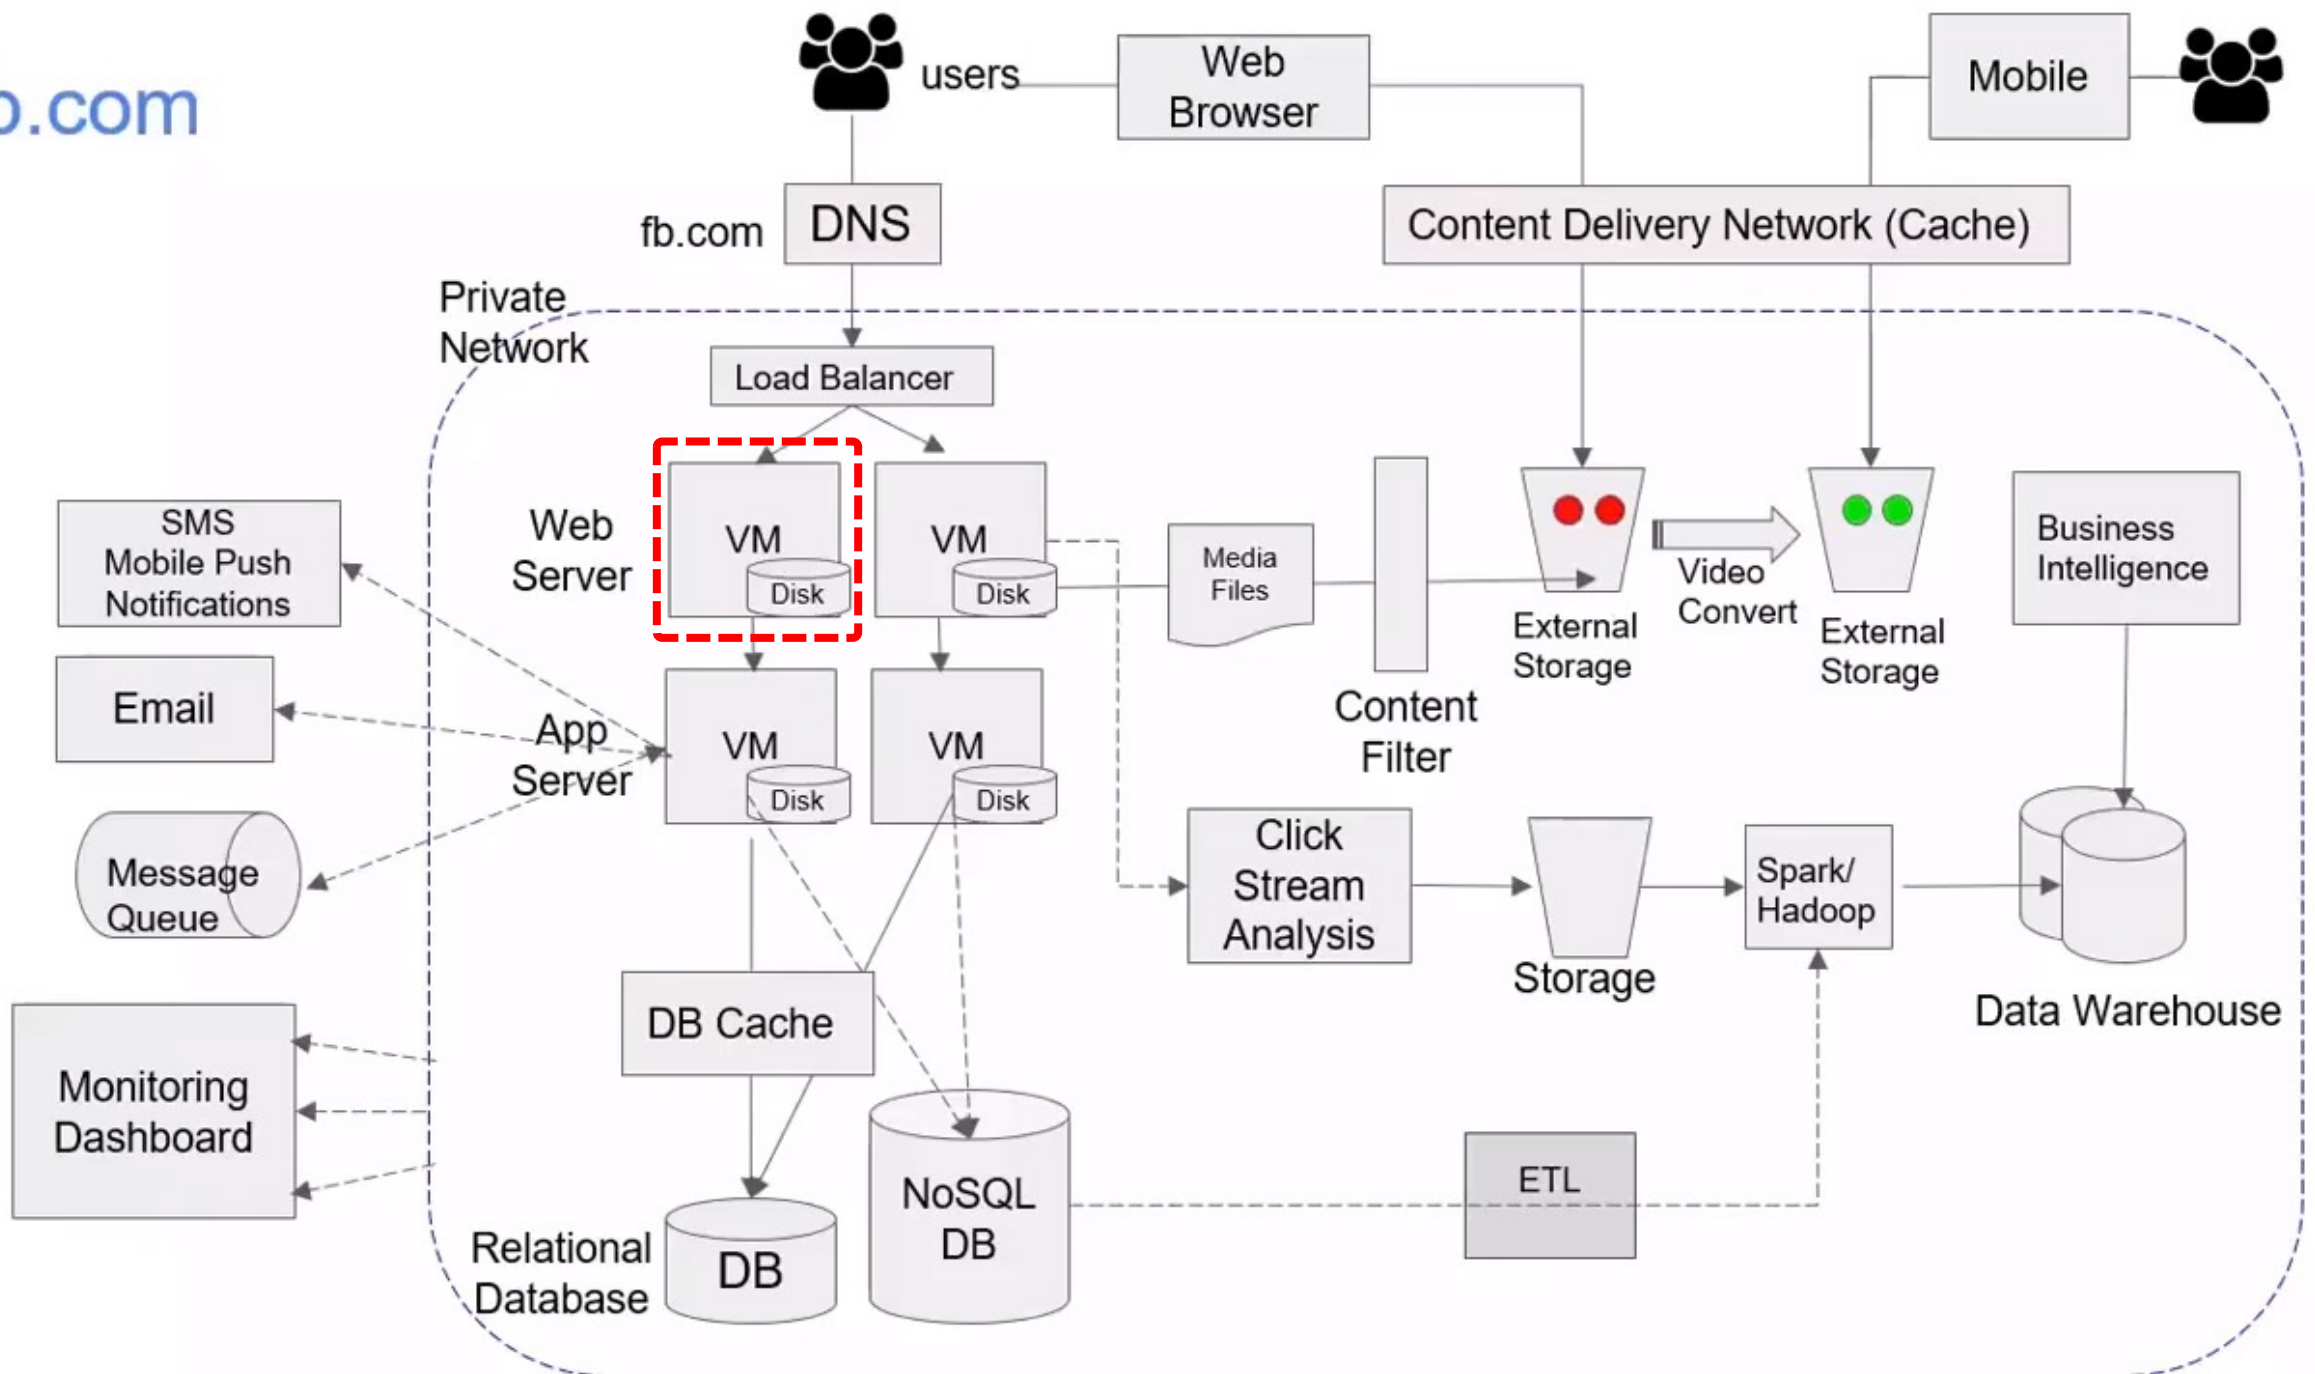 b.com
users
Web
Browser
Mobile
fb.com
DNS
Content Delivery Network (Cache)
Private
Network
Load Balancer
Web
Server
VM
Disk
VM
Disk
SMS
Mobile Push
Notifications
Media
Files
Content
Filter
External
Storage
Video
Convert
External
Storage
Business
Intelligence
Email
App
Server
VM
Disk
VM
Disk
Message
Queue
Click
Stream
Analysis
Storage
Spark/
Hadoop
Data Warehouse
DB Cache
Monitoring
Dashboard
NoSQL
DB
ETL
Relational
Database
DB